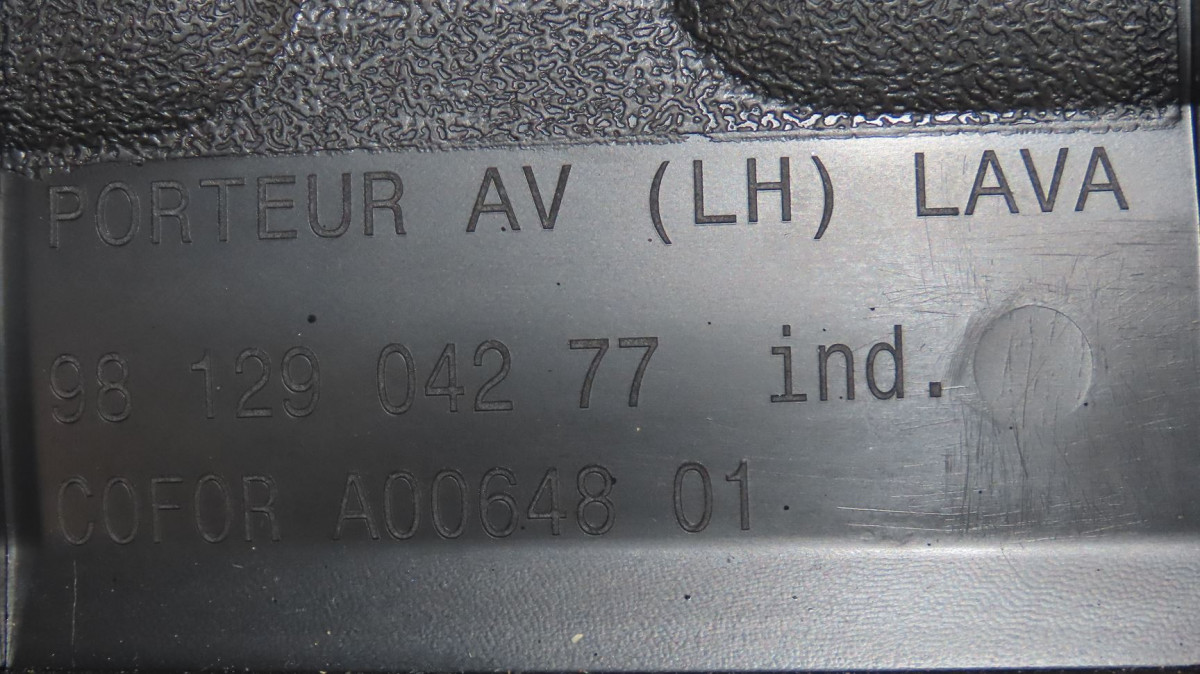 PORTEUR AV (LH) LAVA
98 129 042 77 ind.
COFOR A00648 01